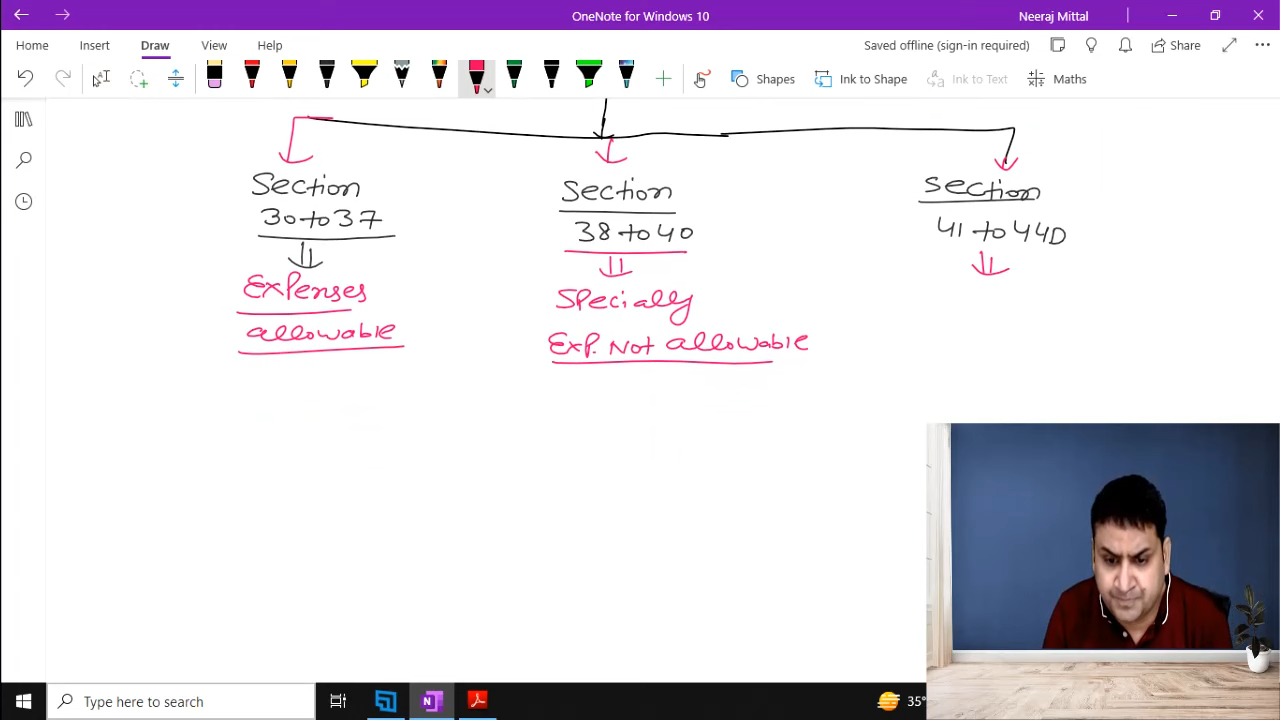 OneNote for Windows 10
Neeraj Mittal
Home
Insert
Draw
View
Help
Saved offline (sign-in required)
Share
Shapes
Ink to Shape
Ink to Text
Maths
Section
30 to 37
Expenses
allowable
Section
38 to 40
Specially
Exp. Not allowable
Section
41 to 44D
Type here to search
35°